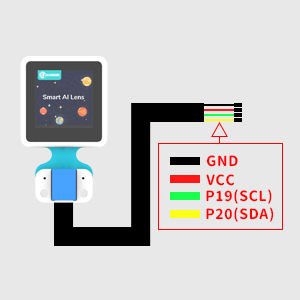 Smart AI Lens
GND
VCC
P19(SCL)
P20(SDA)